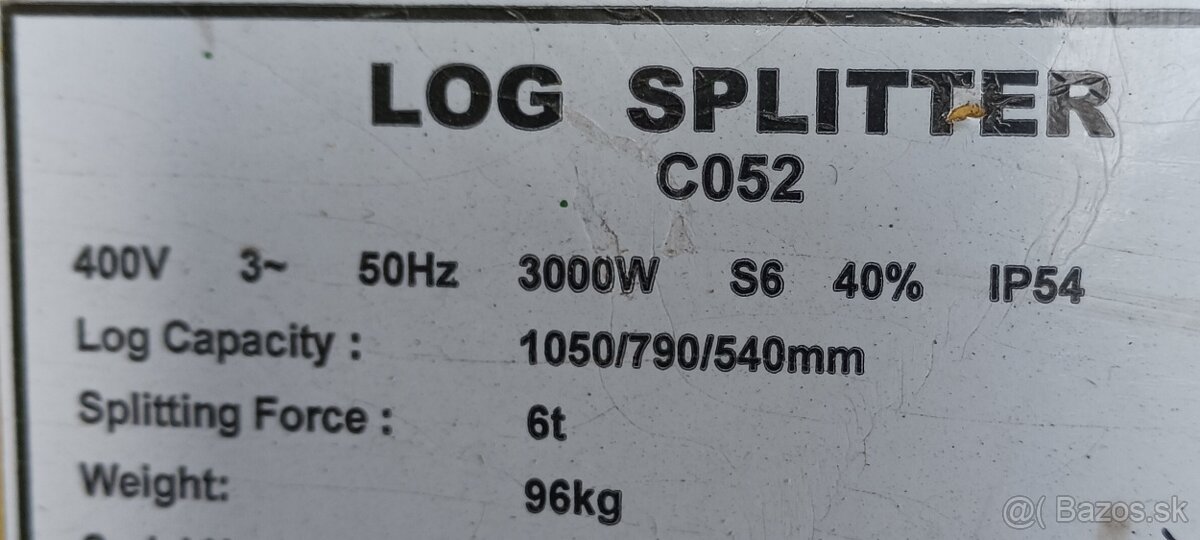 LOG SPLITTER
C052
400V 3~ 50Hz 3000W S6 40% IP54
Log Capacity : 1050/790/540mm
Splitting Force : 6t
Weight: 96kg
@( Bazos.sk